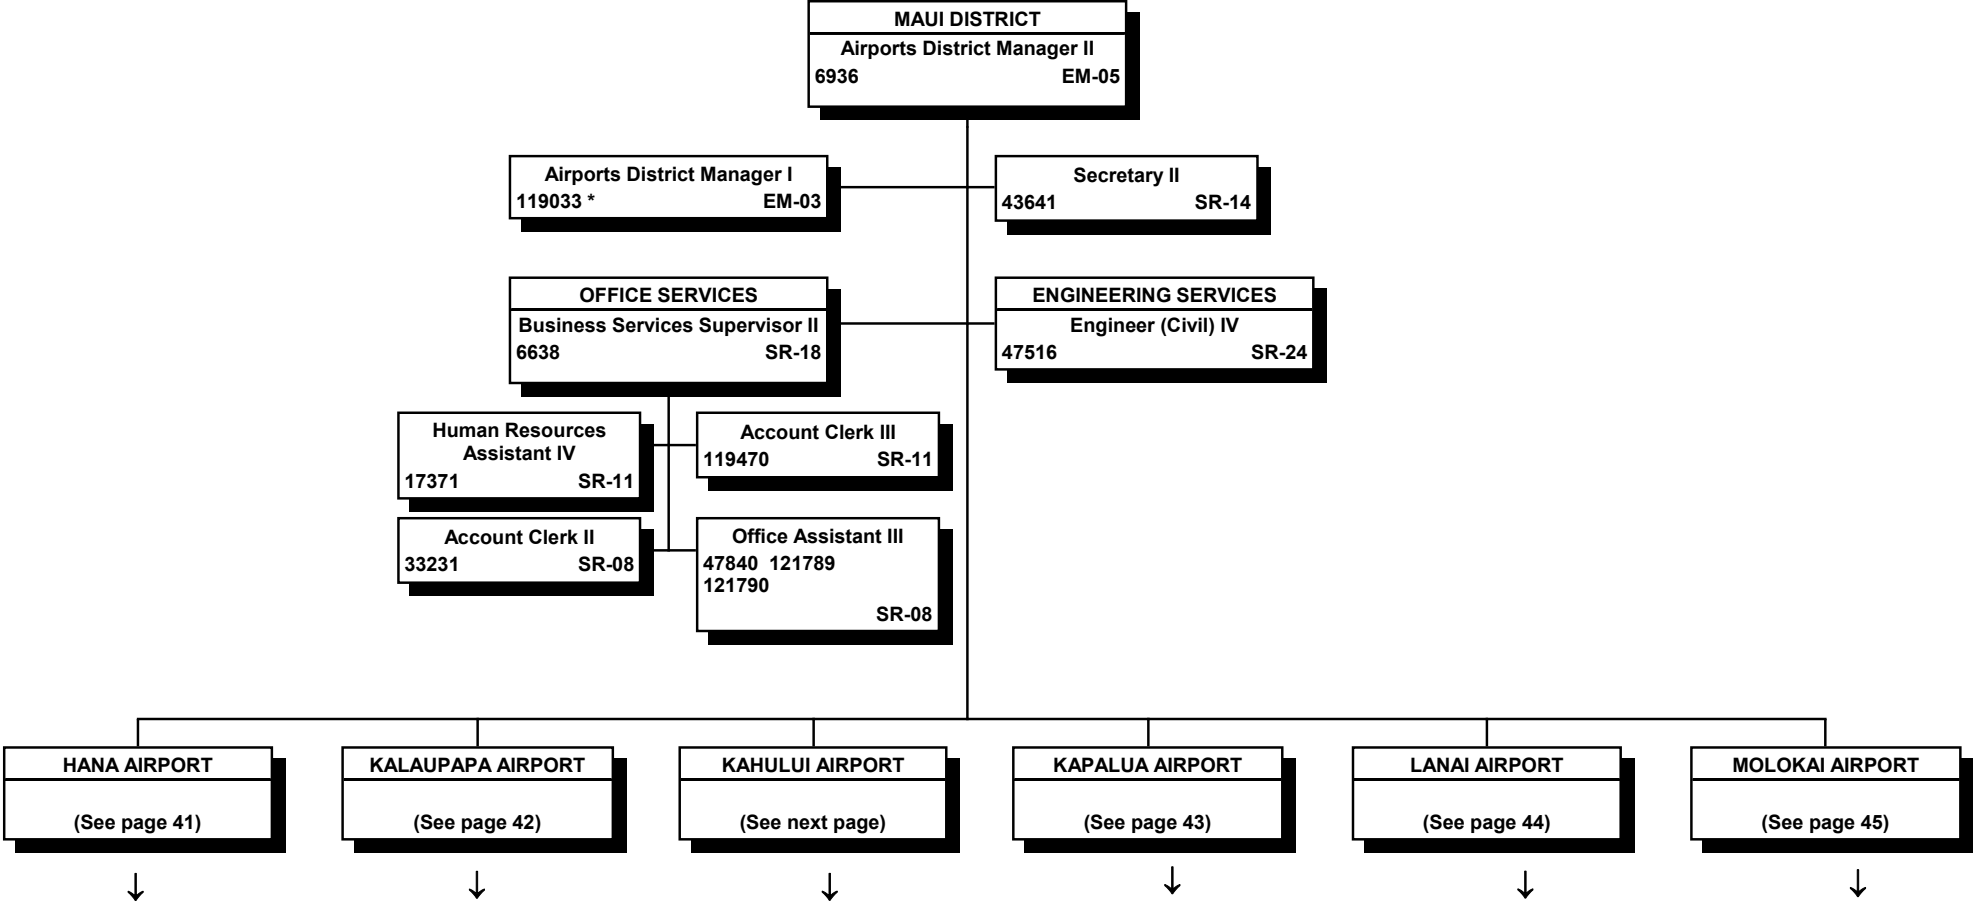 MAUI DISTRICT
Airports District Manager II
6936 EM-05
Airports District Manager I
119033 * EM-03
Secretary II
43641 SR-14
OFFICE SERVICES
Business Services Supervisor II
6638 SR-18
ENGINEERING SERVICES
Engineer (Civil) IV
47516 SR-24
Human Resources
Assistant IV
17371 SR-11
Account Clerk III
119470 SR-11
Account Clerk II
33231 SR-08
Office Assistant III
47840 121789
121790
SR-08
HANA AIRPORT
(See page 41)
KALAUPAPA AIRPORT
(See page 42)
KAHULUI AIRPORT
(See next page)
KAPALUA AIRPORT
(See page 43)
LANAI AIRPORT
(See page 44)
MOLOKAI AIRPORT
(See page 45)